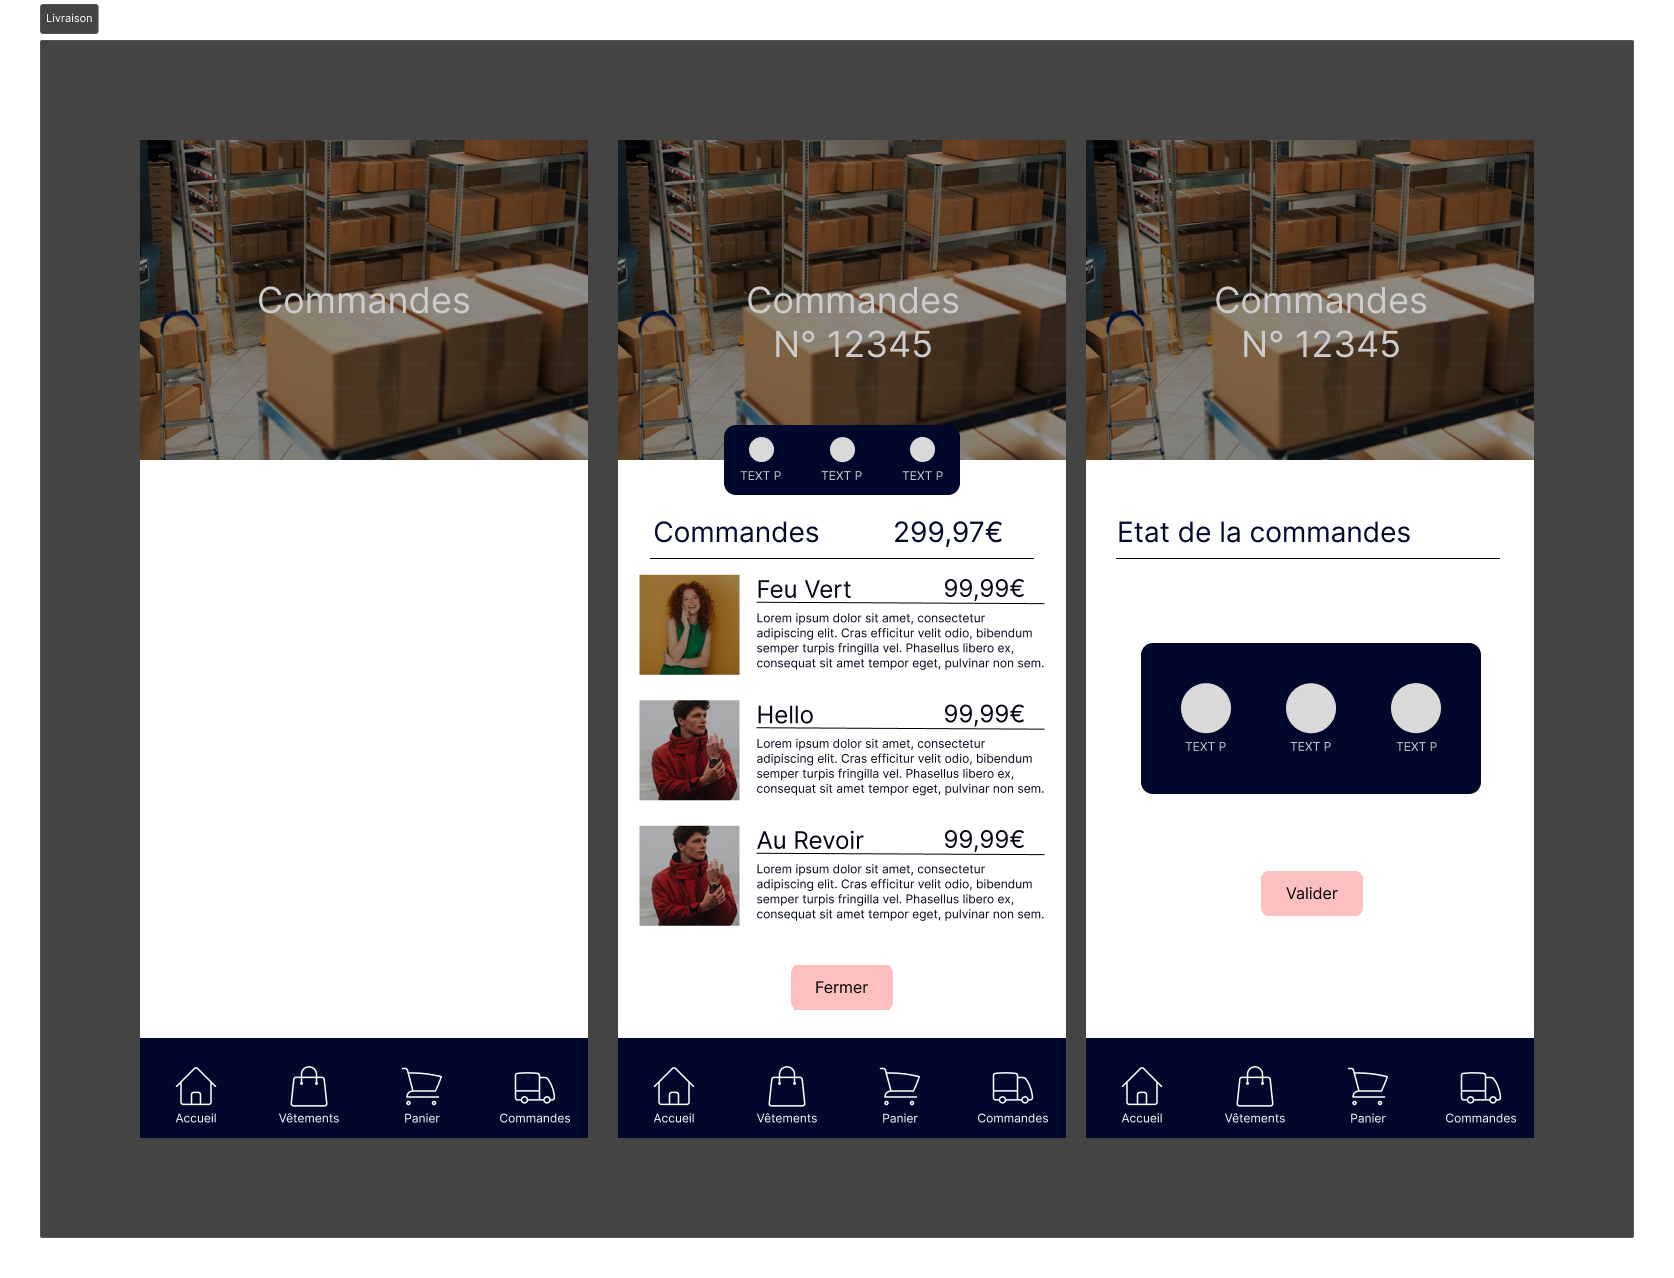 Livraison
Commandes
Accueil
Vêtements
Panier
Commandes
Commandes
N° 12345
TEXT P
TEXT P
TEXT P
Commandes 299,97€
Feu Vert 99,99€
Lorem ipsum dolor sit amet, consectetur
adipiscing elit. Cras efficitur velit odio, bibendum
semper turpis fringilla vel. Phasellus libero ex,
consequat sit amet tempor eget, pulvinar non sem.
Hello 99,99€
Lorem ipsum dolor sit amet, consectetur
adipiscing elit. Cras efficitur velit odio, bibendum
semper turpis fringilla vel. Phasellus libero ex,
consequat sit amet tempor eget, pulvinar non sem.
Au Revoir 99,99€
Lorem ipsum dolor sit amet, consectetur
adipiscing elit. Cras efficitur velit odio, bibendum
semper turpis fringilla vel. Phasellus libero ex,
consequat sit amet tempor eget, pulvinar non sem.
Fermer
Accueil
Vêtements
Panier
Commandes
Commandes
N° 12345
Etat de la commandes
TEXT P
TEXT P
TEXT P
Valider
Accueil
Vêtements
Panier
Commandes